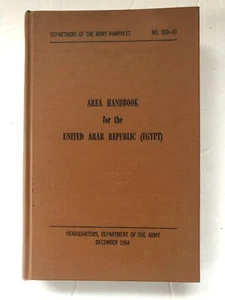 DEPARTMENT OF THE ARMY PAMPHLET NO. 550-43
AREA HANDBOOK
for the
UNITED ARAB REPUBLIC (EGYPT)
HEADQUARTERS, DEPARTMENT OF THE ARMY
DECEMBER 1964